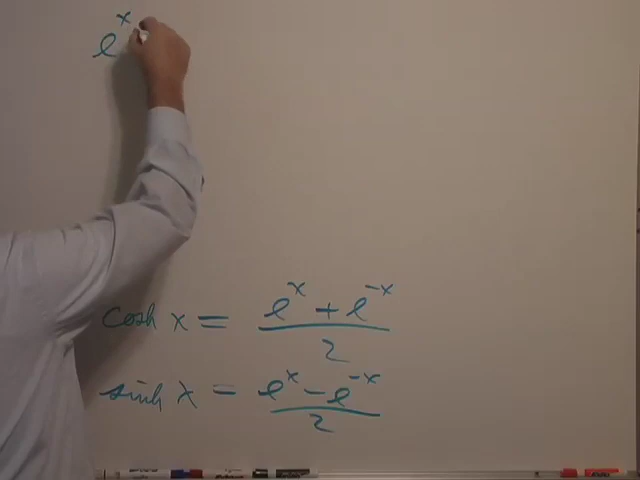 e^x
cosh x = (e^x + e^-x)/2
sinh x = (e^x - e^-x)/2